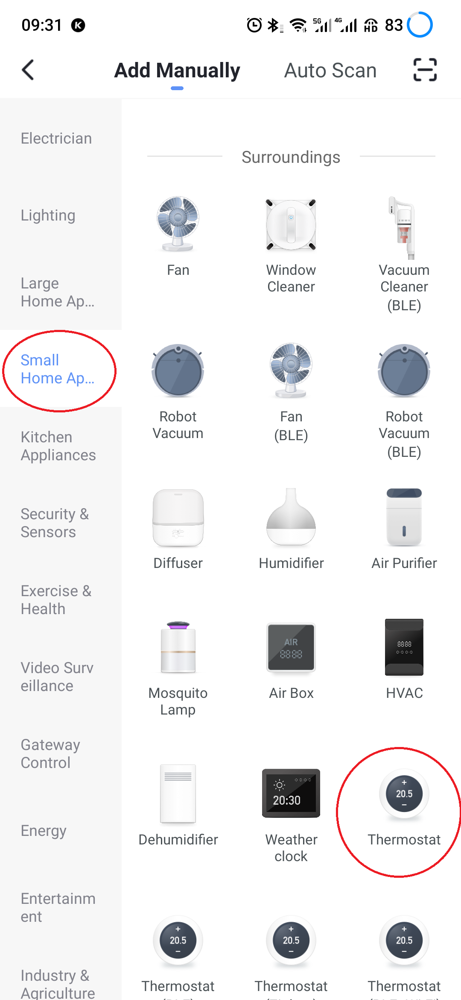 09:31 K 5G 4G HD 83
Add Manually Auto Scan
Electrician
Lighting
Large
Home Ap...
Small
Home Ap...
Kitchen
Appliances
Security &
Sensors
Exercise &
Health
Video Surv
eillance
Gateway
Control
Energy
Entertainm
ent
Industry &
Agriculture
Surroundings
Fan
Window
Cleaner
Vacuum
Cleaner
(BLE)
Robot
Vacuum
Fan
(BLE)
Robot
Vacuum
(BLE)
Diffuser
Humidifier
Air Purifier
Mosquito
Lamp
AIR
8888
Air Box
8888
HVAC
Dehumidifier
20:30
Weather
clock
+
20.5
−
Thermostat
+
20.5
−
Thermostat
+
20.5
−
Thermostat
+
20.5
−
Thermostat